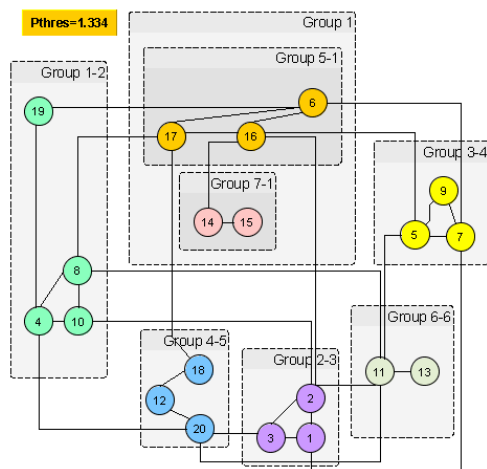 Pthres=1.334
Group 1
Group 5-1
Group 1-2
6
19
17
16
Group 3-4
9
Group 7-1
14
15
5
7
8
4
10
Group 6-6
Group 4-5
Group 2-3
18
11
13
12
2
20
3
1